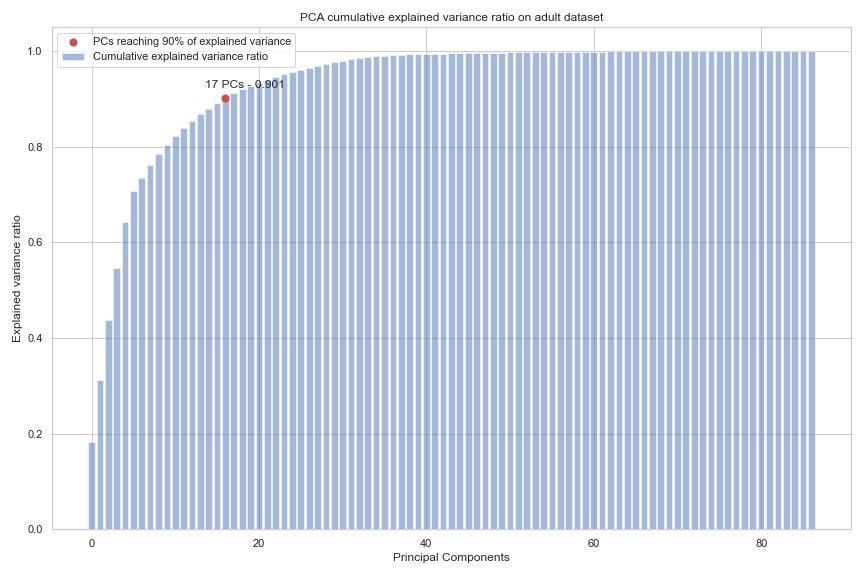 PCA cumulative explained variance ratio on adult dataset
PCs reaching 90% of explained variance
Cumulative explained variance ratio
17 PCs - 0.901
Explained variance ratio
1.0
0.8
0.6
0.4
0.2
0.0
0 20 40 60 80
Principal Components